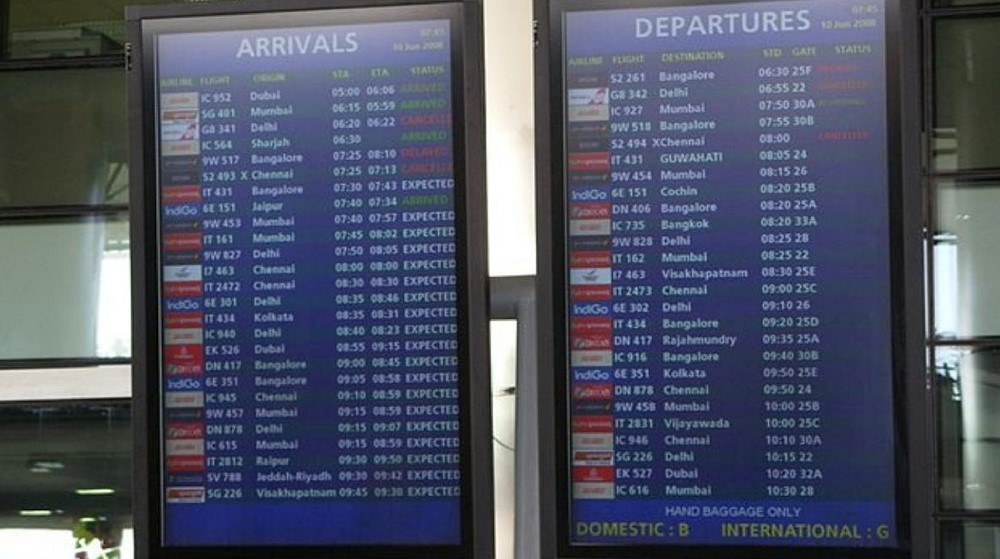 ARRIVALS
07:45
10 Jun 2008
AIRLINE FLIGHT ORIGIN STA ETA STATUS
IC 952 Dubai 05:00 06:06 ARRIVED
SG 401 Mumbai 06:15 05:59 ARRIVED
G8 341 Delhi 06:20 06:22 CANCELLE
IC 564 Sharjah 06:30 ARRIVED
9W 517 Bangalore 07:25 08:10 DELAYED
S2 493 X Chennai 07:25 07:13 CANCELLE
IT 431 Bangalore 07:30 07:43 EXPECTED
IndiGo 6E 151 Jaipur 07:40 07:34 ARRIVED
9W 453 Mumbai 07:40 07:57 EXPECTED
IT 161 Mumbai 07:45 08:02 EXPECTED
9W 827 Delhi 07:50 08:05 EXPECTED
I7 463 Chennai 08:00 08:00 EXPECTED
IT 2472 Chennai 08:30 08:30 EXPECTED
IndiGo 6E 301 Delhi 08:35 08:46 EXPECTED
IT 434 Kolkata 08:35 08:31 EXPECTED
IC 940 Delhi 08:40 08:23 EXPECTED
EK 526 Dubai 08:55 09:15 EXPECTED
DN 417 Bangalore 09:00 08:45 EXPECTED
IndiGo 6E 351 Bangalore 09:05 08:58 EXPECTED
IC 945 Chennai 09:10 08:59 EXPECTED
9W 457 Mumbai 09:15 08:59 EXPECTED
DN 878 Delhi 09:15 09:07 EXPECTED
IC 615 Mumbai 09:15 08:59 EXPECTED
IT 2812 Raipur 09:30 09:50 EXPECTED
SV 788 Jeddah-Riyadh 09:30 09:42 EXPECTED
SG 226 Visakhapatnam 09:45 09:30 EXPECTED
DEPARTURES
07:45
10 Jun 2008
AIRLINE FLIGHT DESTINATION STD GATE STATUS
S2 261 Bangalore 06:30 25F
G8 342 Delhi 06:55 22 CANCELLED
IC 927 Mumbai 07:50 30A
9W 518 Bangalore 07:55 30B
S2 494 XChennai 08:00 CANCELLED
IT 431 GUWAHATI 08:05 24
9W 454 Mumbai 08:15 26
IndiGo 6E 151 Cochin 08:20 25B
DN 406 Bangalore 08:20 25A
IC 735 Bangkok 08:20 33A
9W 828 Delhi 08:25 28
IT 162 Mumbai 08:25 22
I7 463 Visakhapatnam 08:30 25E
IT 2473 Chennai 09:00 25C
IndiGo 6E 302 Delhi 09:10 26
IT 434 Bangalore 09:20 25D
DN 417 Rajahmundry 09:35 25A
IC 916 Bangalore 09:40 30B
IndiGo 6E 351 Kolkata 09:50 25E
DN 878 Chennai 09:50 24
9W 458 Mumbai 10:00 25B
IT 2831 Vijayawada 10:00 25C
IC 946 Chennai 10:10 30A
SG 226 Delhi 10:15 22
EK 527 Dubai 10:20 32A
IC 616 Mumbai 10:30 28
HAND BAGGAGE ONLY
DOMESTIC : B INTERNATIONAL : G